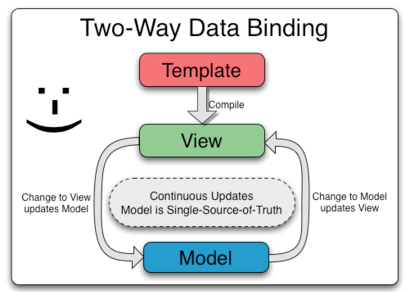 Two-Way Data Binding
Template
Compile
View
Change to View
updates Model
Continuous Updates
Model is Single-Source-of-Truth
Change to Model
updates View
Model